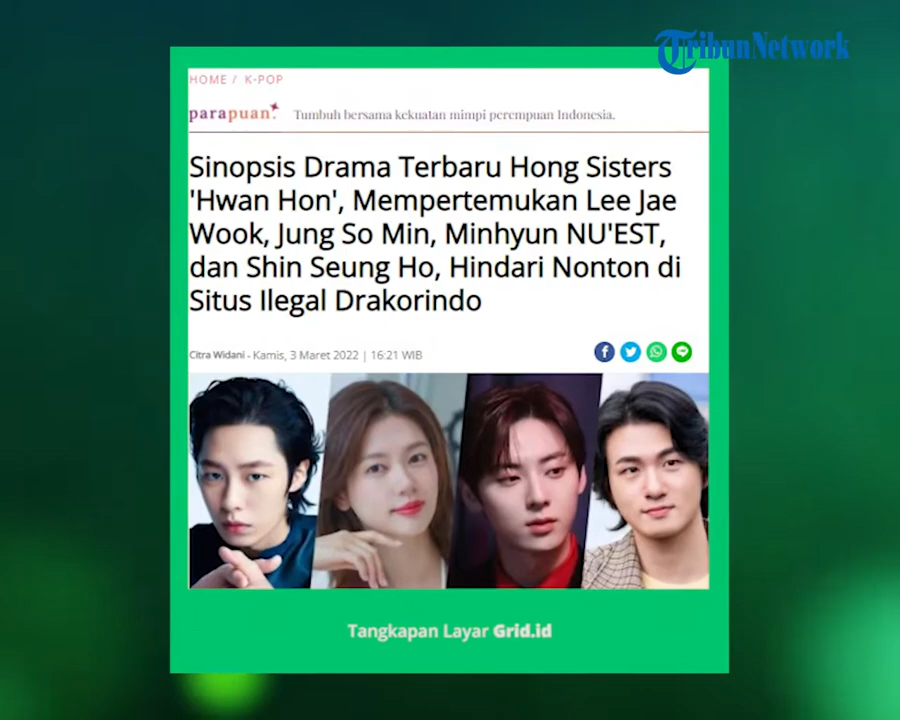 TribunNetwork
HOME / K-POP
parapuan.
Tumbuh bersama kekuatan mimpi perempuan Indonesia.
Sinopsis Drama Terbaru Hong Sisters
'Hwan Hon', Mempertemukan Lee Jae
Wook, Jung So Min, Minhyun NU'EST,
dan Shin Seung Ho, Hindari Nonton di
Situs Ilegal Drakorindo
Citra Widani - Kamis, 3 Maret 2022 | 16:21 WIB
Tangkapan Layar Grid.id